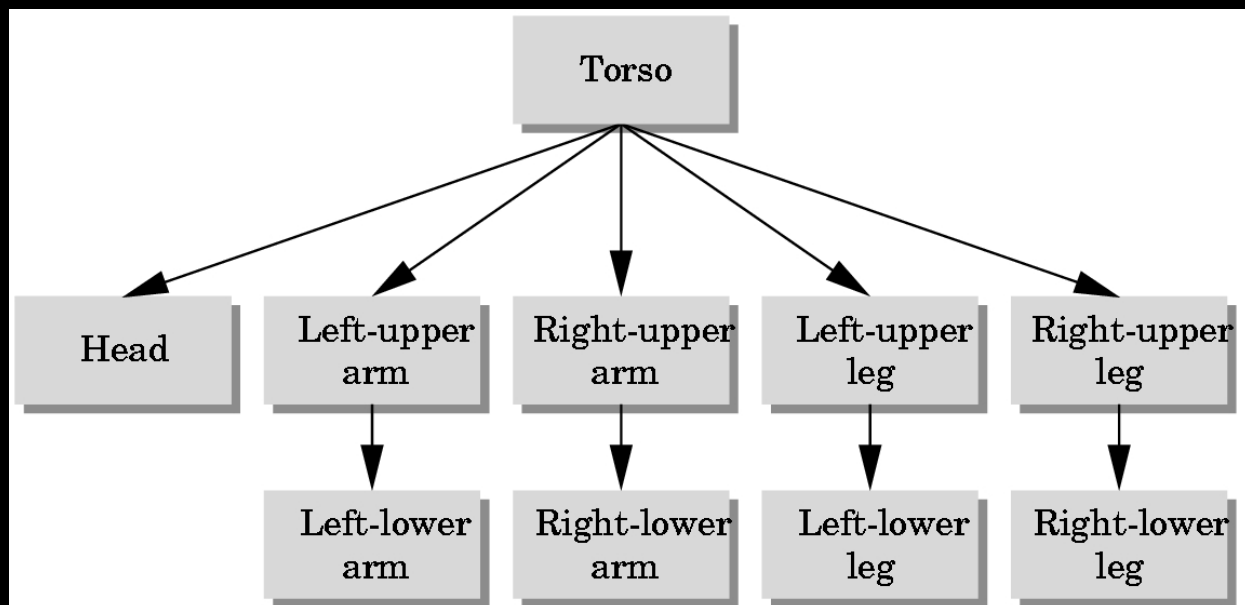 Torso
Head
Left-upper
arm
Right-upper
arm
Left-upper
leg
Right-upper
leg
Left-lower
arm
Right-lower
arm
Left-lower
leg
Right-lower
leg